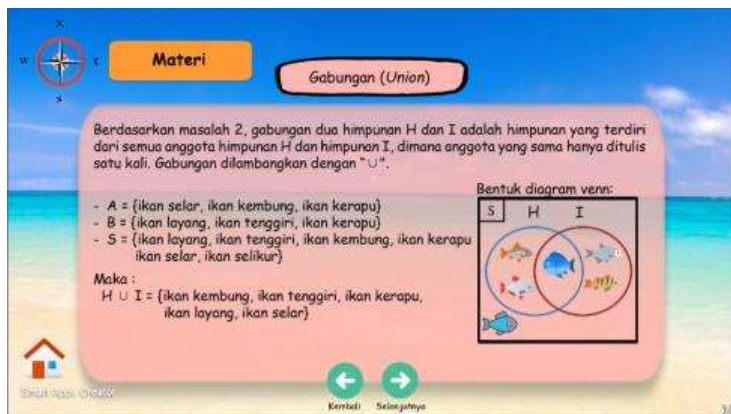 N
W
S
Materi
Gabungan (Union)
Berdasarkan masalah 2, gabungan dua himpunan H dan I adalah himpunan yang terdiri
dari semua anggota himpunan H dan himpunan I, dimana anggota yang sama hanya ditulis
satu kali. Gabungan dilambangkan dengan "∪".
- A = {ikan selar, ikan kembung, ikan kerapu}
- B = {ikan layang, ikan tenggiri, ikan kerapu}
- S = {ikan layang, ikan tenggiri, ikan kembung, ikan kerapu
ikan selar, ikan selikur}
Maka :
H ∪ I = {ikan kembung, ikan tenggiri, ikan kerapu,
ikan layang, ikan selar}
Bentuk diagram venn:
S H I
Smart Apps Creator
Kembali Selanjutnya